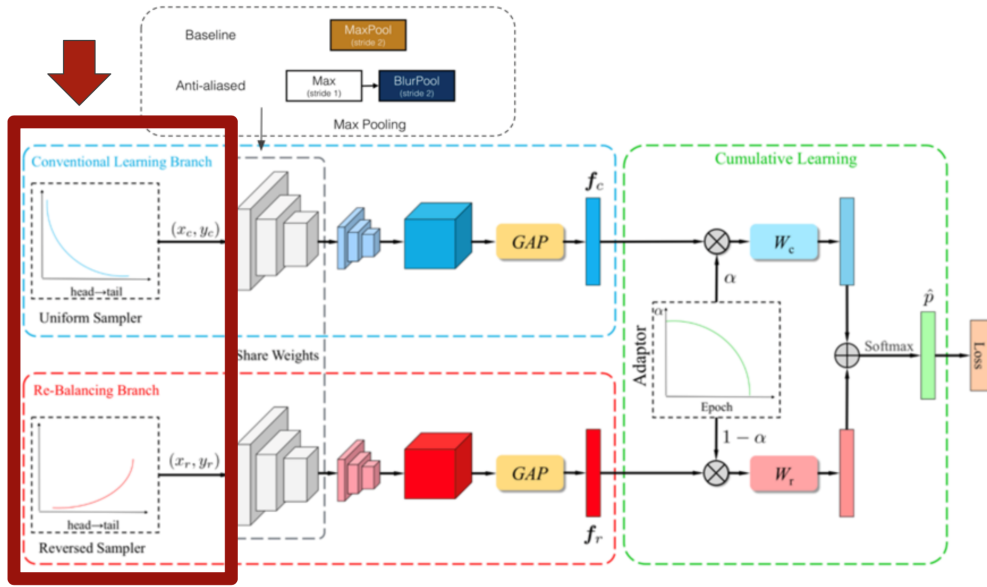 Baseline
MaxPool
(stride 2)
Anti-aliased
Max
(stride 1)
BlurPool
(stride 2)
Max Pooling
Conventional Learning Branch
(x_c, y_c)
head→tail
Uniform Sampler
GAP
f_c
Share Weights
Re-Balancing Branch
(x_r, y_r)
head→tail
Reversed Sampler
GAP
f_r
Cumulative Learning
W_c
α
α
Adaptor
Epoch
1 − α
W_r
Softmax
p̂
Loss